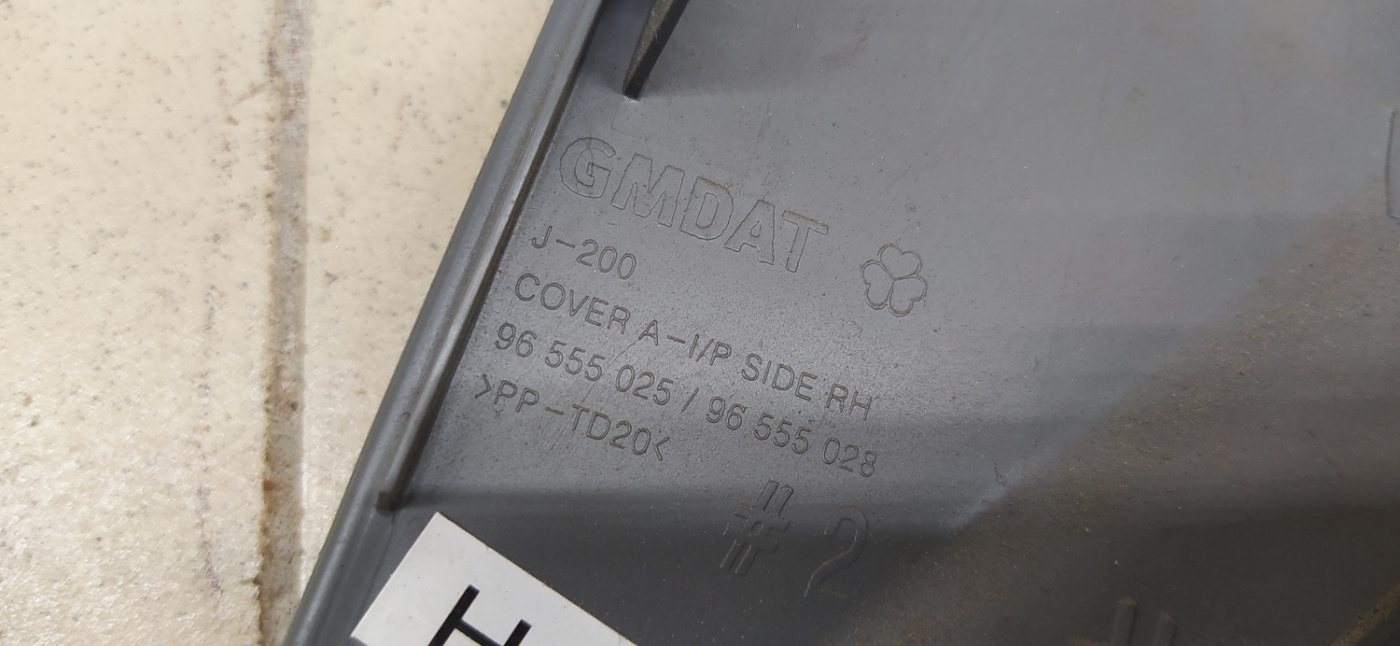 GMDAT
J-200
COVER A-I/P SIDE RH
96 555 025 / 96 555 028
>PP-TD20<
# 2
H